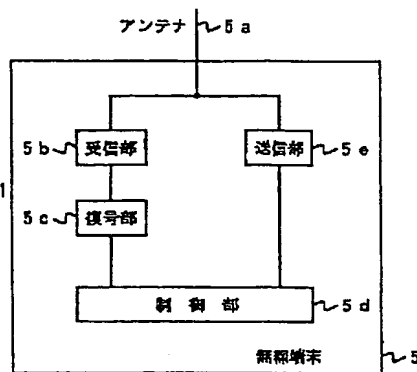 アンテナ 5a
5b 受信部 送信部 5e
1
5c 復号部
制御部 5d
無線端末 5